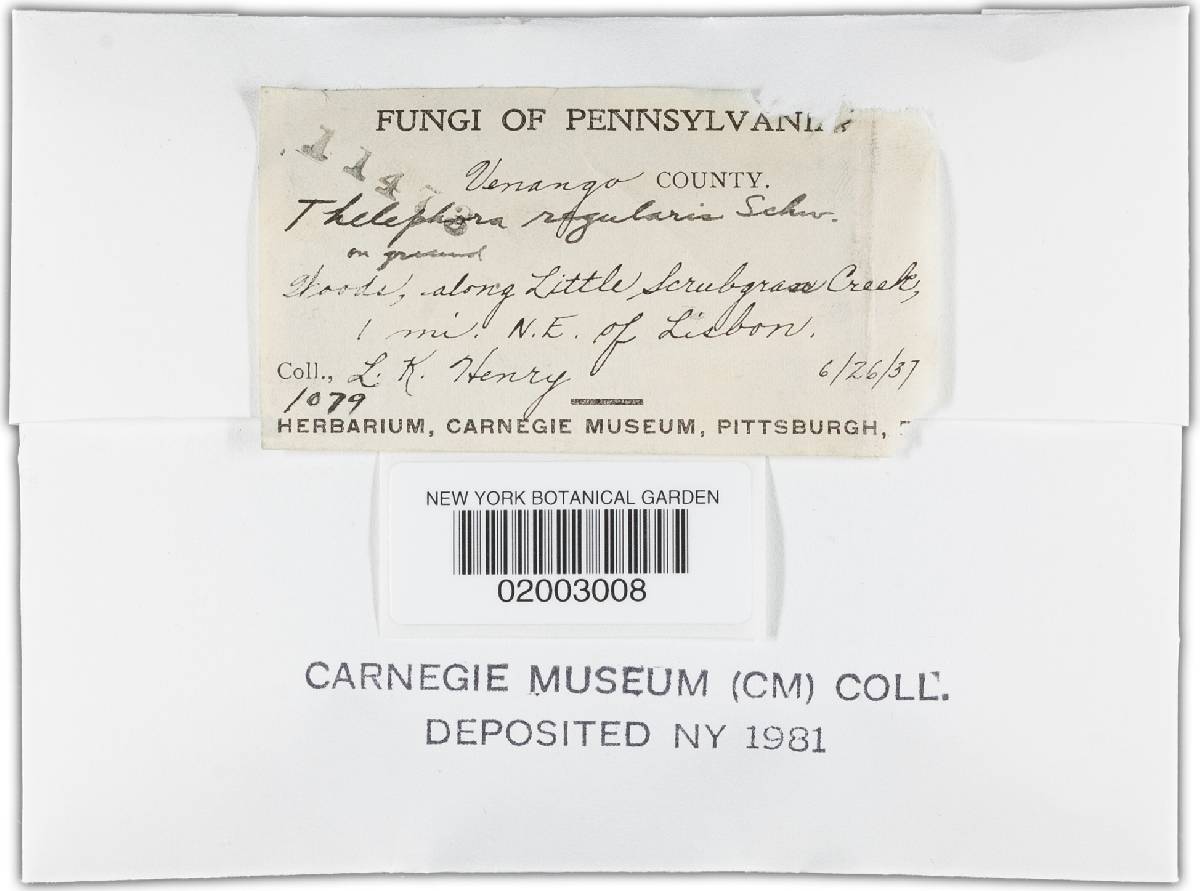 FUNGI OF PENNSYLVANIA
Venango COUNTY.
Thelephora regularis Schw.
on ground
Woods, along Little Scrubgrass Creek,
1 mi. N.E. of Lisbon.
Coll., L. K. Henry 6/26/37
1079
HERBARIUM, CARNEGIE MUSEUM, PITTSBURGH,
NEW YORK BOTANICAL GARDEN
02003008
CARNEGIE MUSEUM (CM) COLL.
DEPOSITED NY 1981